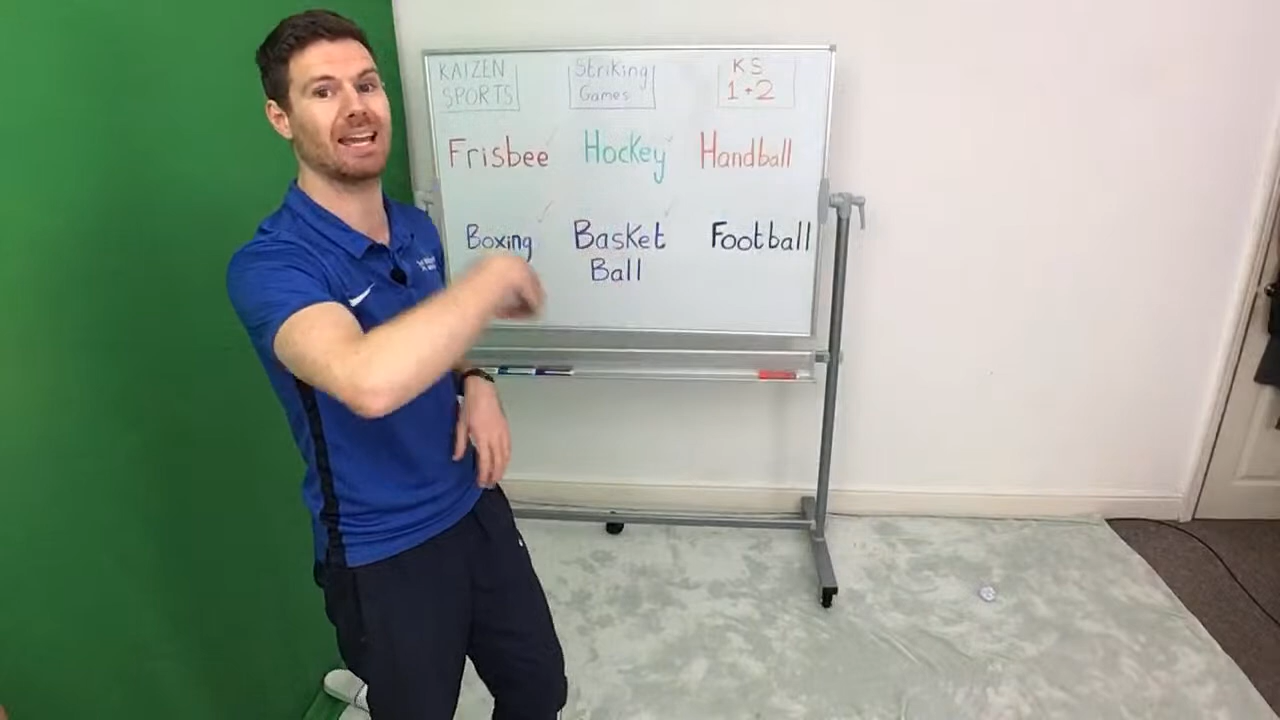 KAIZEN
SPORTS
Striking
Games
KS
1+2
Frisbee Hockey Handball
Boxing Basket Football
Ball